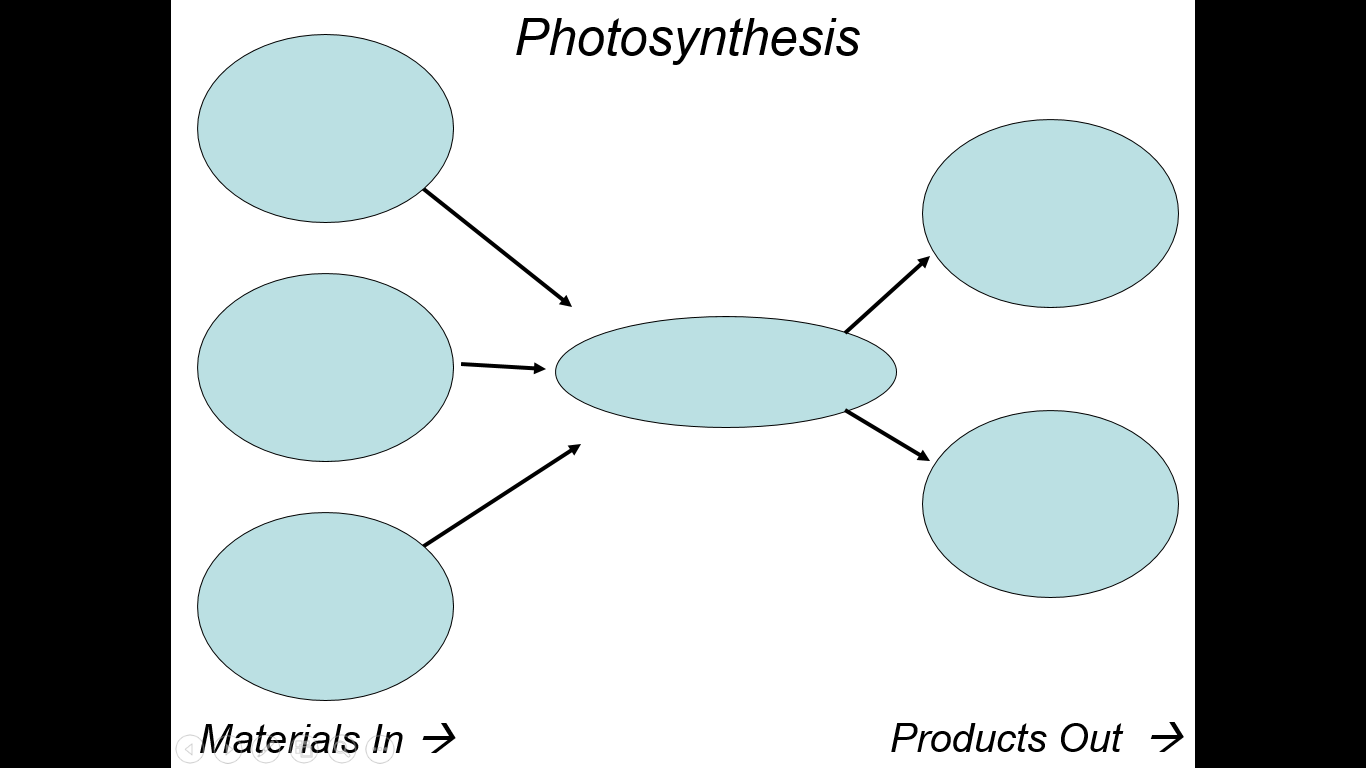 Photosynthesis
Materials In →
Products Out →